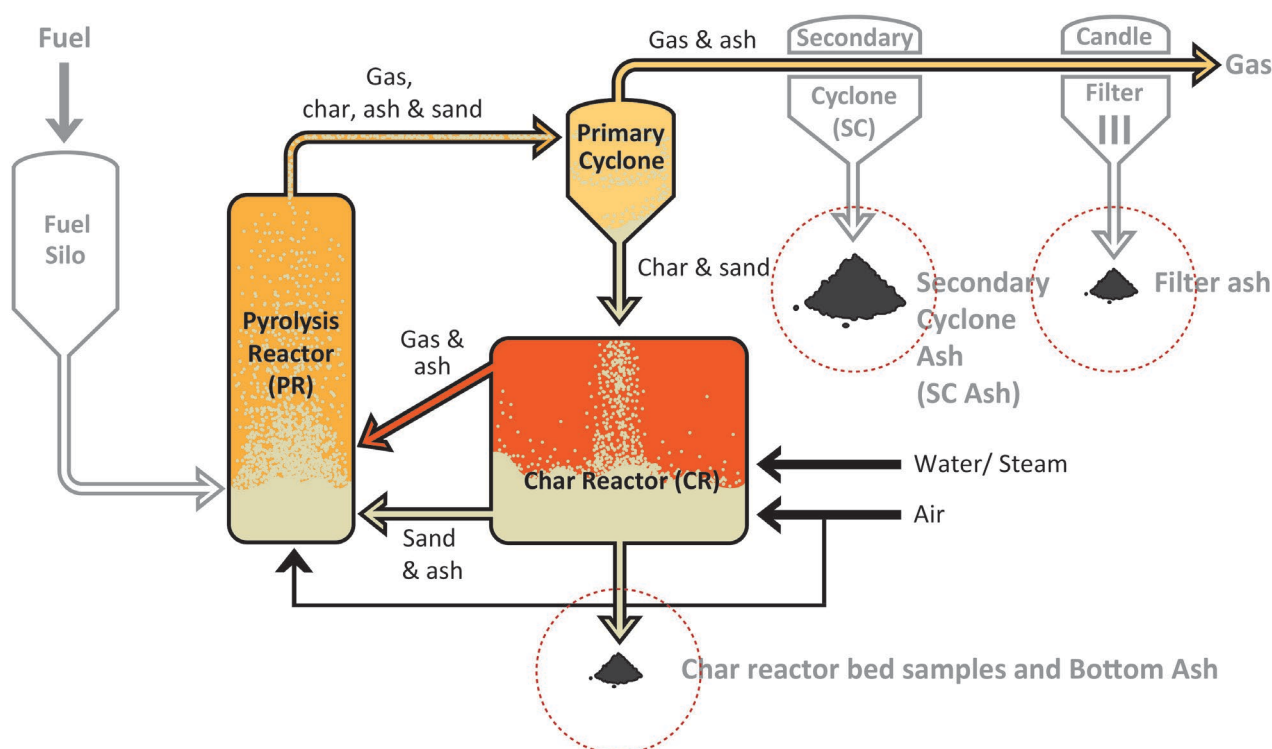 Fuel
Fuel
Silo
Gas,
char, ash & sand
Pyrolysis
Reactor
(PR)
Primary
Cyclone
Gas & ash
Secondary
Cyclone
(SC)
Candle
Filter
Gas
Char & sand
Gas &
ash
Char Reactor (CR)
Sand
& ash
Water/ Steam
Air
Secondary
Cyclone
Ash
(SC Ash)
Filter ash
Char reactor bed samples and Bottom Ash